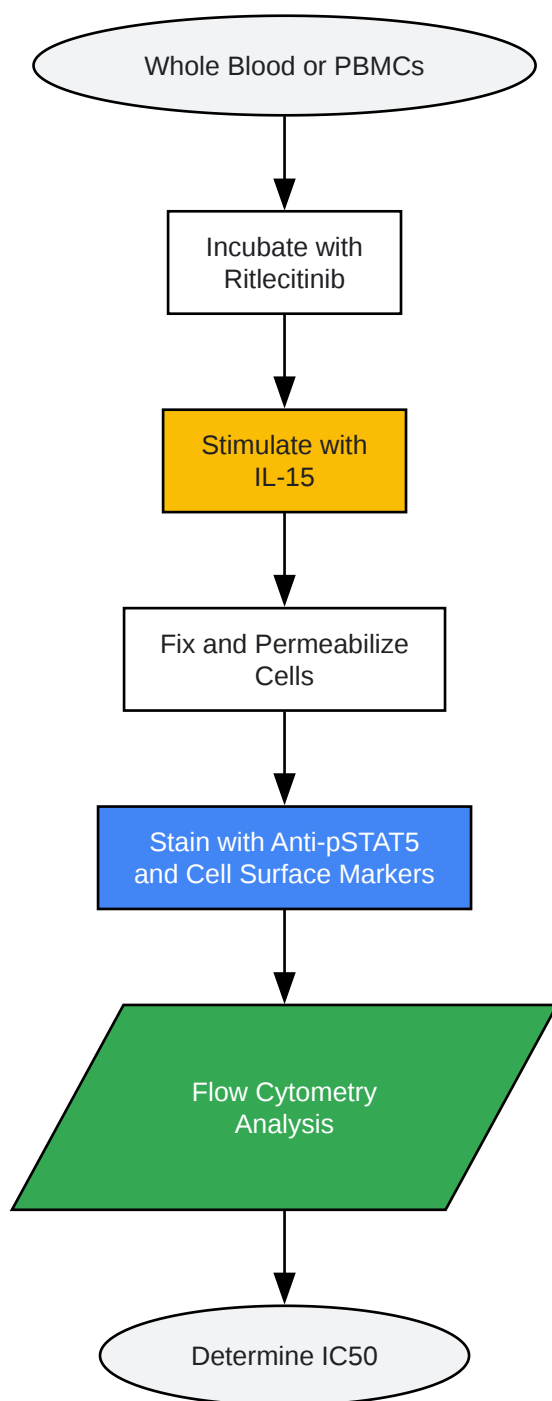 Whole Blood or PBMCs
Incubate with
Ritlecitinib
Stimulate with
IL-15
Fix and Permeabilize
Cells
Stain with Anti-pSTAT5
and Cell Surface Markers
Flow Cytometry
Analysis
Determine IC50